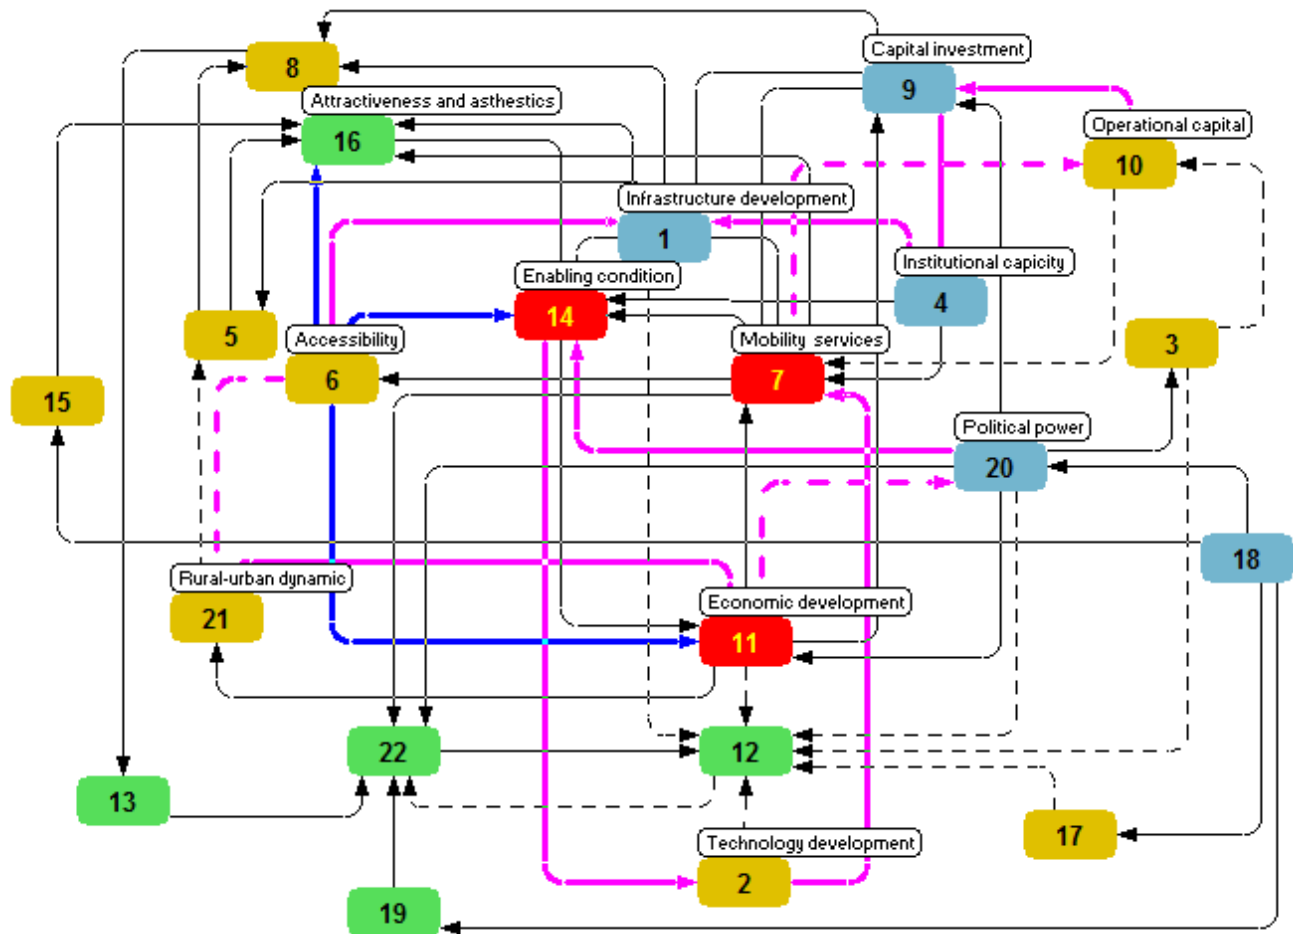 Capital investment
8
9
Attractiveness and asthestics
Operational capital
16
10
Infrastructure development
1
Institutional capicity
Enabling condition
4
14
5
Accessibility
Mobility services
3
6
7
15
Political power
20
18
Rural-urban dynamic
Economic development
21
11
22
12
13
17
Technology development
2
19